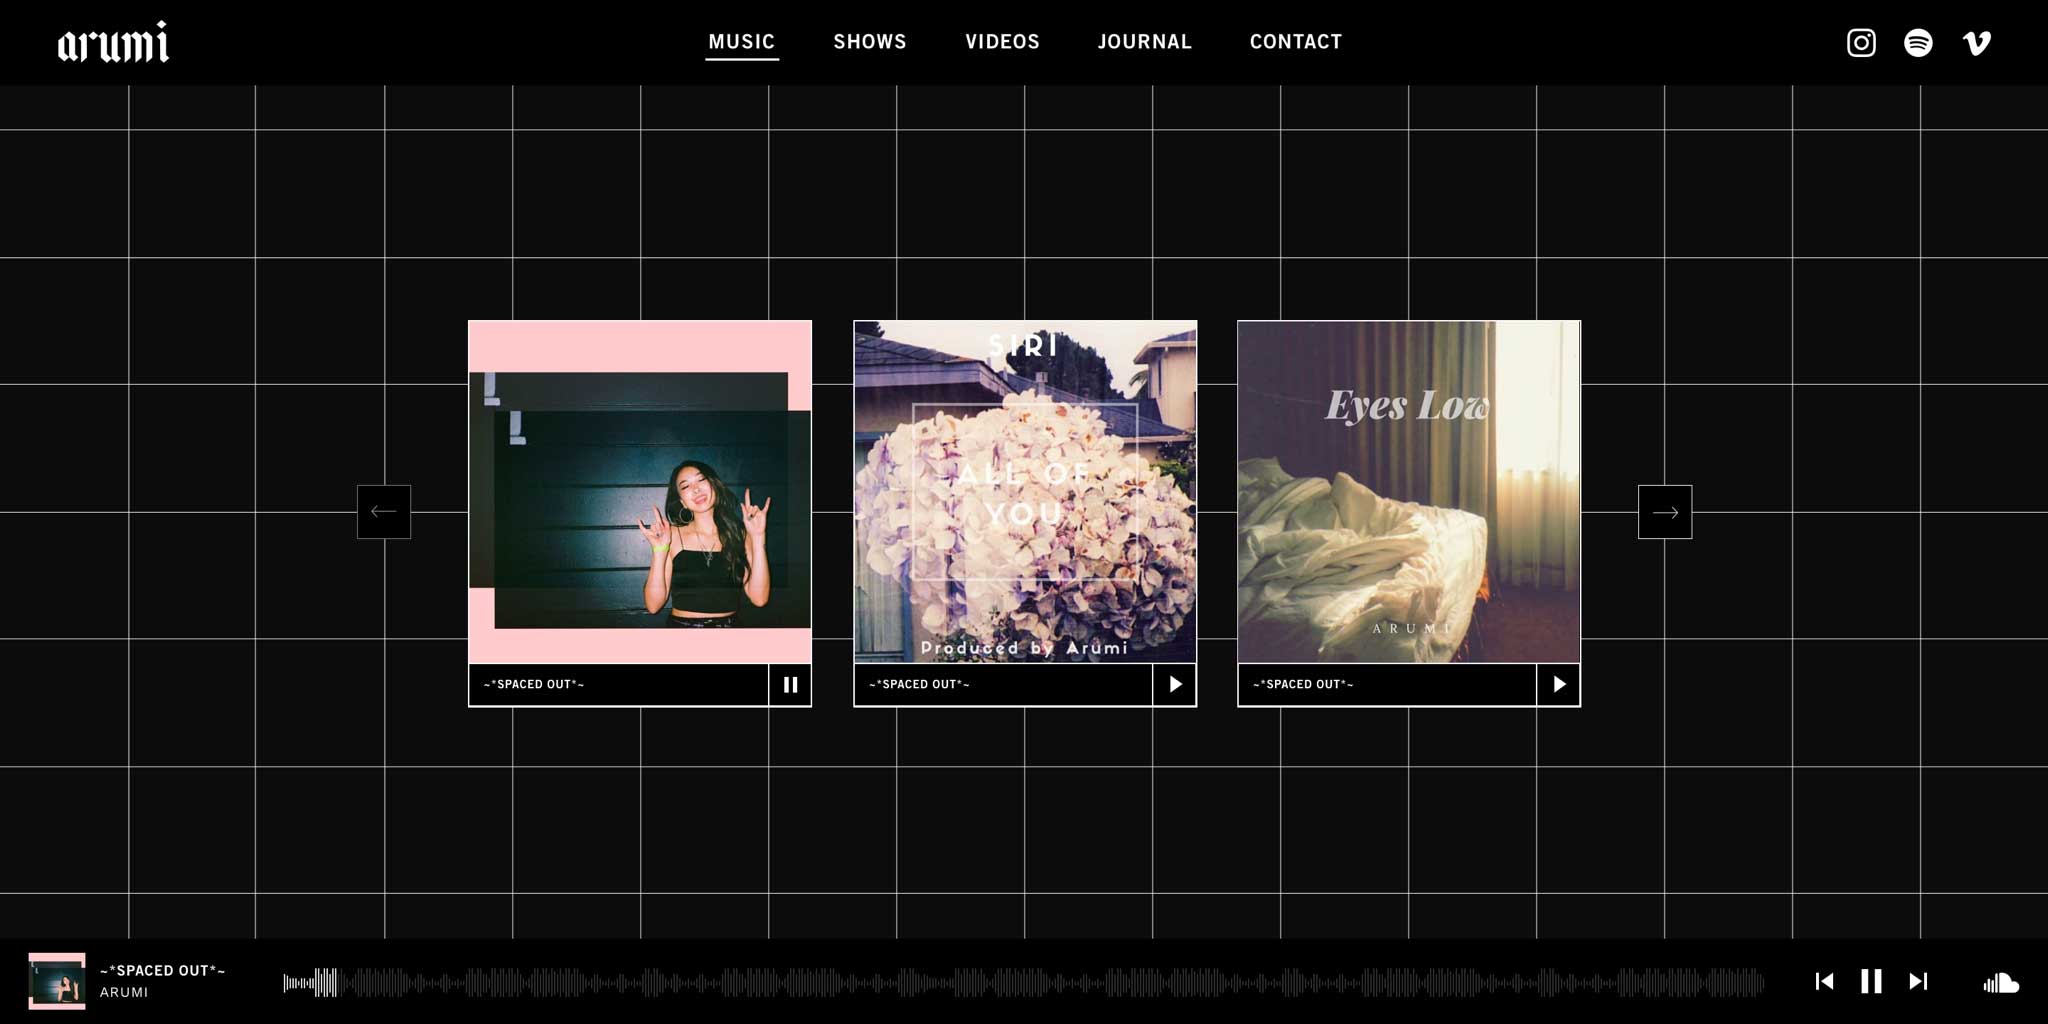 arumi
MUSIC
SHOWS
VIDEOS
JOURNAL
CONTACT
SIRI
ALL OF
YOU
Produced by Arumi
Eyes Low
ARUMI
~*SPACED OUT*~
~*SPACED OUT*~
~*SPACED OUT*~
~*SPACED OUT*~
ARUMI